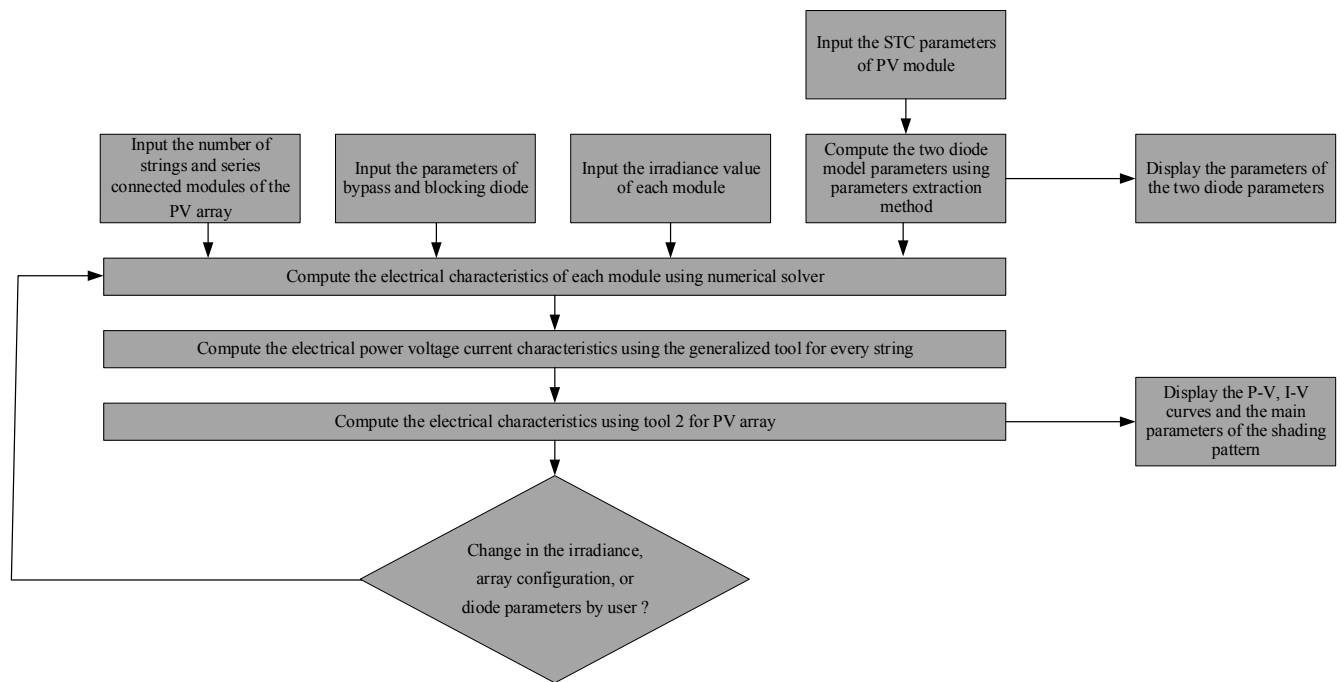 Input the STC parameters
of PV module
Input the number of
strings and series
connected modules of the
PV array
Input the parameters of
bypass and blocking diode
Input the irradiance value
of each module
Compute the two diode
model parameters using
parameters extraction
method
Display the parameters of
the two diode parameters
Compute the electrical characteristics of each module using numerical solver
Compute the electrical power voltage current characteristics using the generalized tool for every string
Compute the electrical characteristics using tool 2 for PV array
Display the P-V, I-V
curves and the main
parameters of the shading
pattern
Change in the irradiance,
array configuration, or
diode parameters by user ?